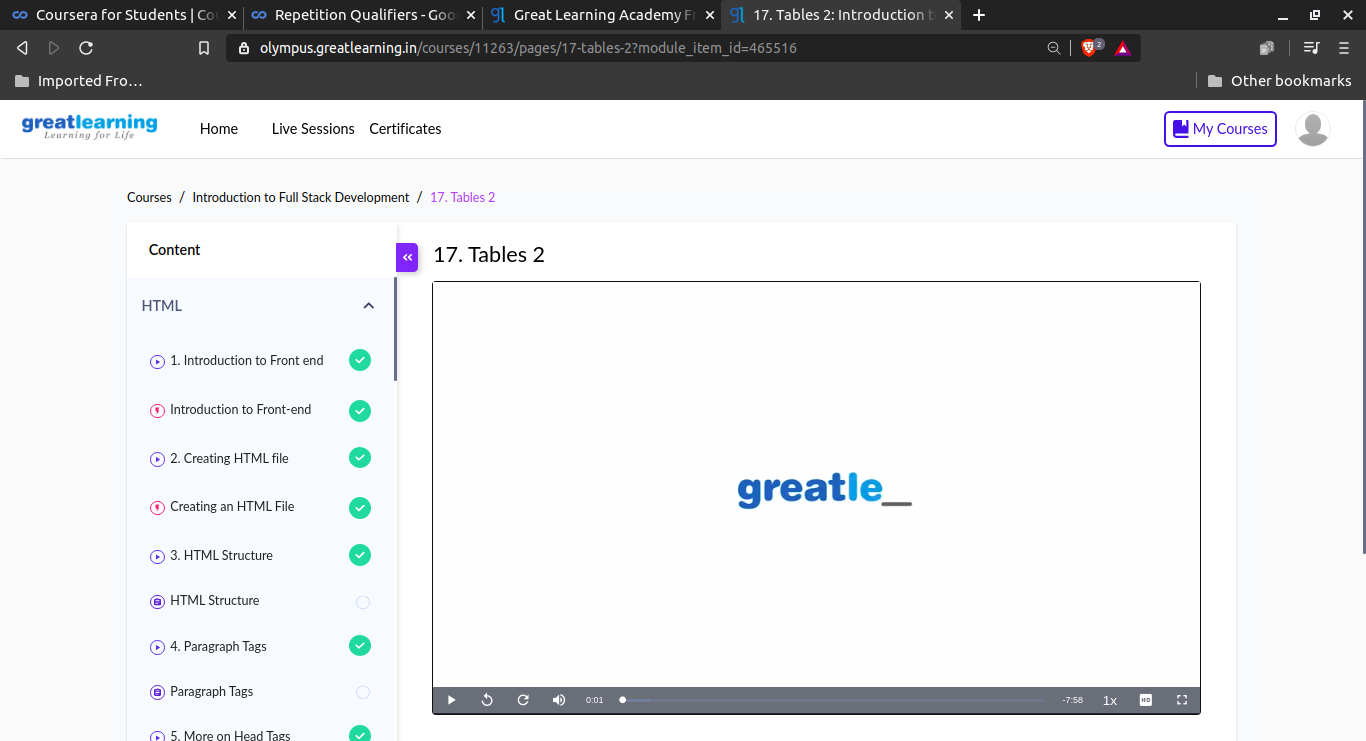 Coursera for Students | Co
Repetition Qualifiers - Goo
Great Learning Academy Fr
17. Tables 2: Introduction t
olympus.greatlearning.in/courses/11263/pages/17-tables-2?module_item_id=465516
2
Imported Fro…
Other bookmarks
greatlearning
Learning for Life
Home
Live Sessions
Certificates
My Courses
Courses / Introduction to Full Stack Development / 17. Tables 2
Content
17. Tables 2
HTML
1. Introduction to Front end
Introduction to Front-end
2. Creating HTML file
Creating an HTML File
3. HTML Structure
HTML Structure
4. Paragraph Tags
Paragraph Tags
5. More on Head Tags
greatle_
0:01
-7:58
1x
HD